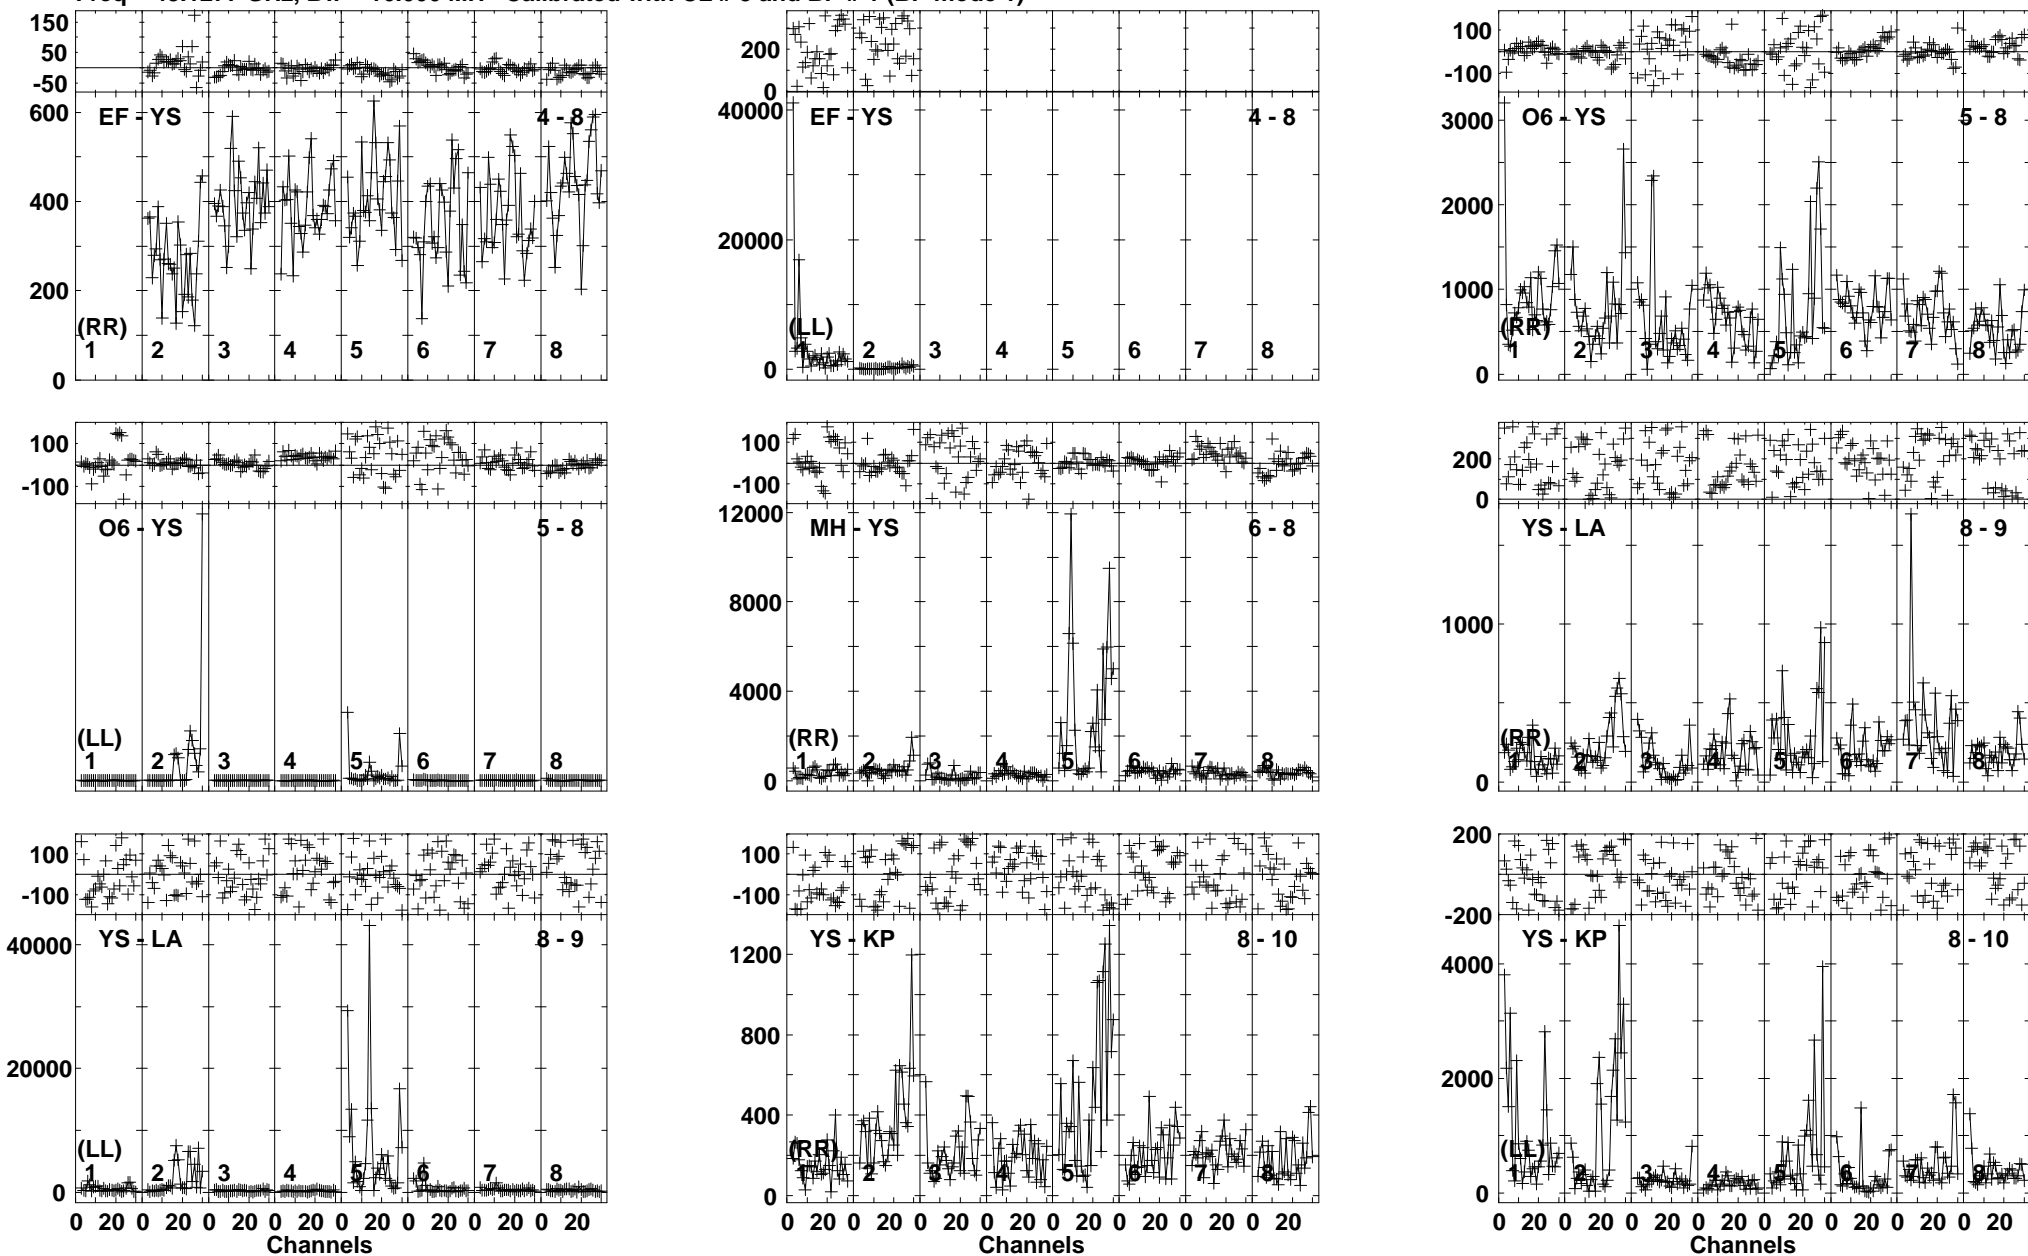 150 50 -50 200 0 100 -100
EF - YS 4 - 8
600 400 200 0
(RR)
1 2 3 4 5 6 7 8
EF - YS 4 - 8
40000 20000 0
(LL)
1 2 3 4 5 6 7 8
O6 - YS 5 - 8
3000 2000 1000 0
(RR)
1 2 3 4 5 6 7 8
100 -100 100 -100 200 0
O6 - YS 5 - 8
(LL)
1 2 3 4 5 6 7 8
MH - YS 6 - 8
12000 8000 4000 0
(RR)
1 2 3 4 5 6 7 8
YS - LA 8 - 9
1000 0
(RR)
1 2 3 4 5 6 7 8
100 -100 100 -100 200 -200
YS - LA 8 - 9
40000 20000 0
(LL)
1 2 3 4 5 6 7 8
YS - KP 8 - 10
1200 800 400 0
(RR)
1 2 3 4 5 6 7 8
YS - KP 8 - 10
4000 2000 0
(LL)
1 2 3 4 5 6 7 8
0 20 0 20 0 20 0 20 0 20 0 20 0 20 0 20
Channels
0 20 0 20 0 20 0 20 0 20 0 20 0 20 0 20
Channels
0 20 0 20 0 20 0 20 0 20 0 20 0 20 0 20
Channels